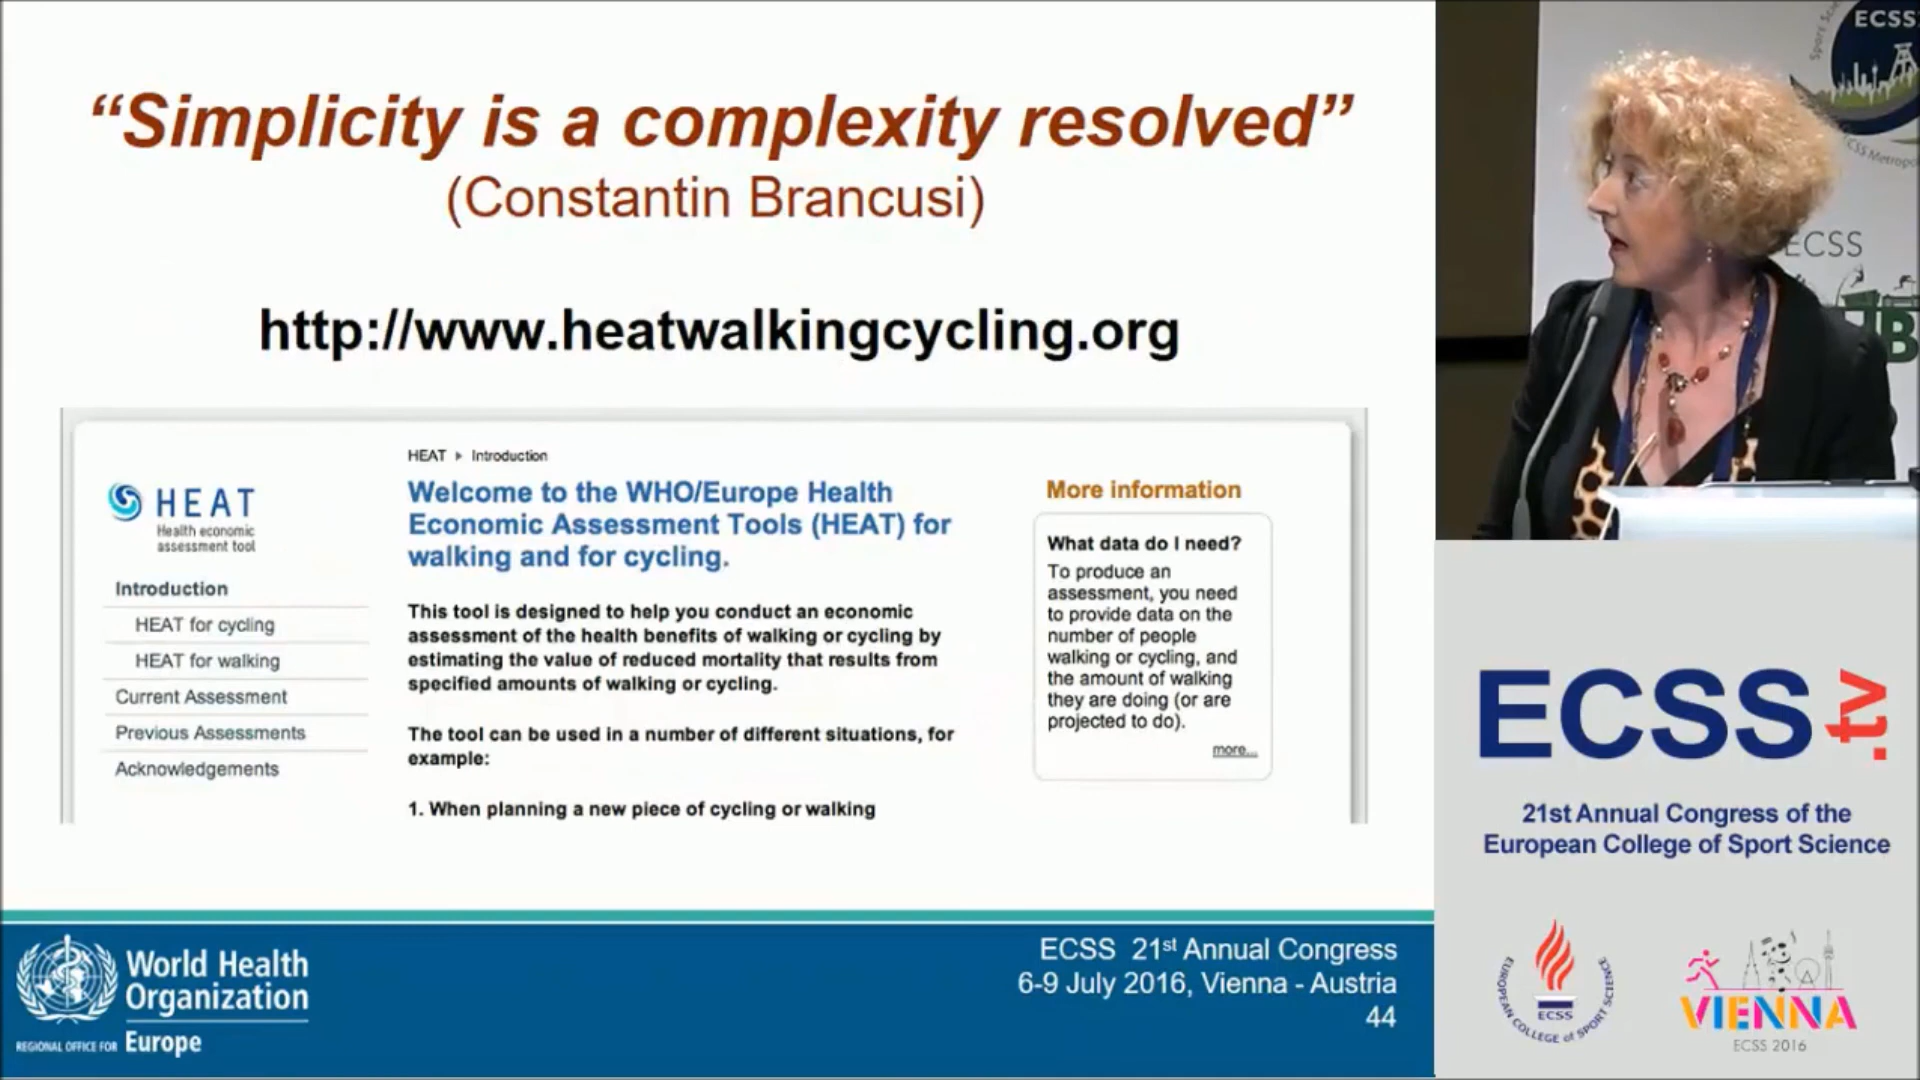 “Simplicity is a complexity resolved”
(Constantin Brancusi)
http://www.heatwalkingcycling.org
HEAT ▸ Introduction
HEAT
Health economic
assessment tool
Introduction
HEAT for cycling
HEAT for walking
Current Assessment
Previous Assessments
Acknowledgements
Welcome to the WHO/Europe Health
Economic Assessment Tools (HEAT) for
walking and for cycling.
This tool is designed to help you conduct an economic
assessment of the health benefits of walking or cycling by
estimating the value of reduced mortality that results from
specified amounts of walking or cycling.
The tool can be used in a number of different situations, for
example:
1. When planning a new piece of cycling or walking
More information
What data do I need?
To produce an
assessment, you need
to provide data on the
number of people
walking or cycling, and
the amount of walking
they are doing (or are
projected to do).
more...
World Health
Organization
REGIONAL OFFICE FOR Europe
ECSS 21st Annual Congress
6-9 July 2016, Vienna - Austria
44
ECSS
ECSS
ECSS.tv
21st Annual Congress of the
European College of Sport Science
EUROPEAN COLLEGE of SPORT SCIENCE
ECSS
VIENNA
ECSS 2016